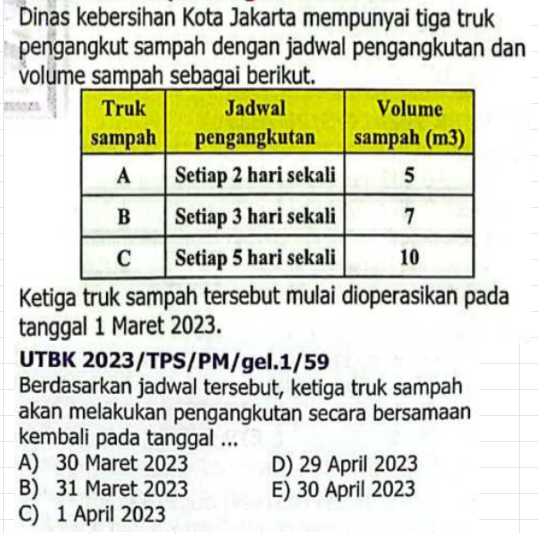 Dinas kebersihan Kota Jakarta mempunyai tiga truk
pengangkut sampah dengan jadwal pengangkutan dan
volume sampah sebagai berikut.
Truk sampah Jadwal pengangkutan Volume sampah (m3)
A Setiap 2 hari sekali 5
B Setiap 3 hari sekali 7
C Setiap 5 hari sekali 10
Ketiga truk sampah tersebut mulai dioperasikan pada
tanggal 1 Maret 2023.
UTBK 2023/TPS/PM/gel.1/59
Berdasarkan jadwal tersebut, ketiga truk sampah
akan melakukan pengangkutan secara bersamaan
kembali pada tanggal ...
A) 30 Maret 2023 D) 29 April 2023
B) 31 Maret 2023 E) 30 April 2023
C) 1 April 2023